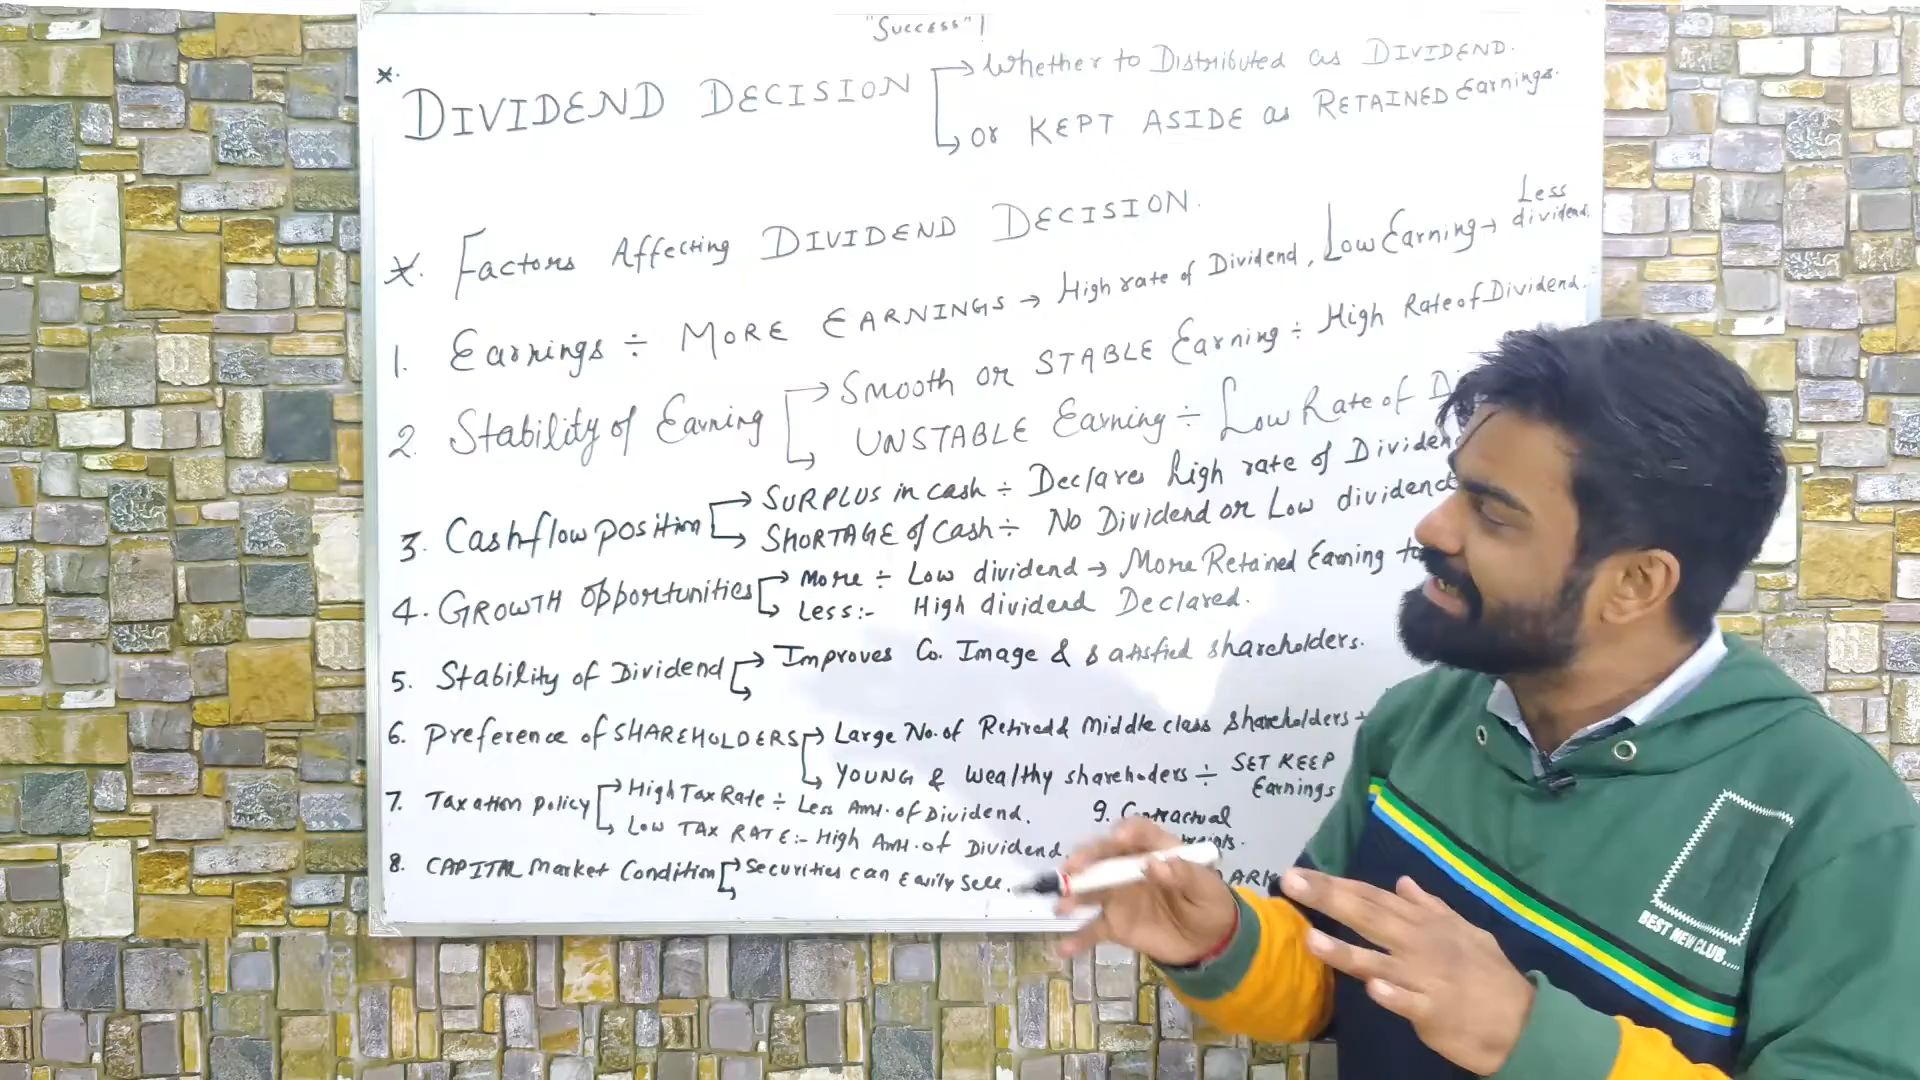 "Success"!
*. DIVIDEND DECISION
→ Whether to Distributed as DIVIDEND.
→ or KEPT ASIDE as RETAINED Earnings.
*. Factors Affecting DIVIDEND DECISION.
1. Earnings ÷ MORE EARNINGS → High rate of Dividend, Low Earning → Less dividend.
2. Stability of Earning
→ Smooth or STABLE Earning ÷ High Rate of Dividend.
→ UNSTABLE Earning ÷ Low Rate of
3. Cashflow position
→ SURPLUS in cash ÷ Declares high rate of Dividend
→ SHORTAGE of Cash ÷ No Dividend or Low dividend
4. GROWTH Opportunities
→ More ÷ Low dividend → More Retained Earning to
→ Less :- High dividend Declared.
5. Stability of Dividend → Improves Co. Image & satisfied shareholders.
6. Preference of SHAREHOLDERS
→ Large No. of Retired & Middle class shareholders →
→ YOUNG & Wealthy sharehoders ÷ SET KEEP Earnings
7. Taxation policy
→ High Tax Rate ÷ Less Amt. of Dividend.
→ Low TAX RATE :- High Amt. of Dividend.
8. CAPITAL Market Condition → Securities can Easily Sell.
9. Contractual
BEST NEW CLUB....